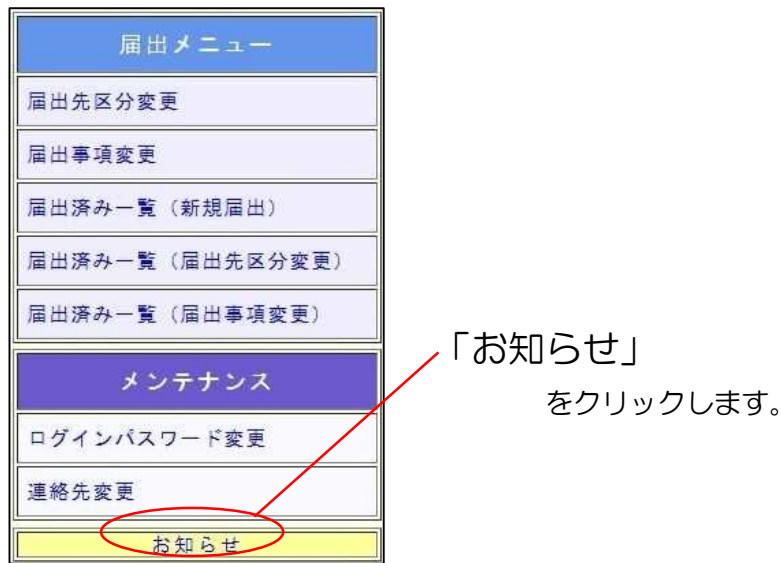 届出メニュー
届出先区分変更
届出事項変更
届出済み一覧（新規届出）
届出済み一覧（届出先区分変更）
届出済み一覧（届出事項変更）
メンテナンス
ログインパスワード変更
連絡先変更
お知らせ
「お知らせ」
をクリックします。